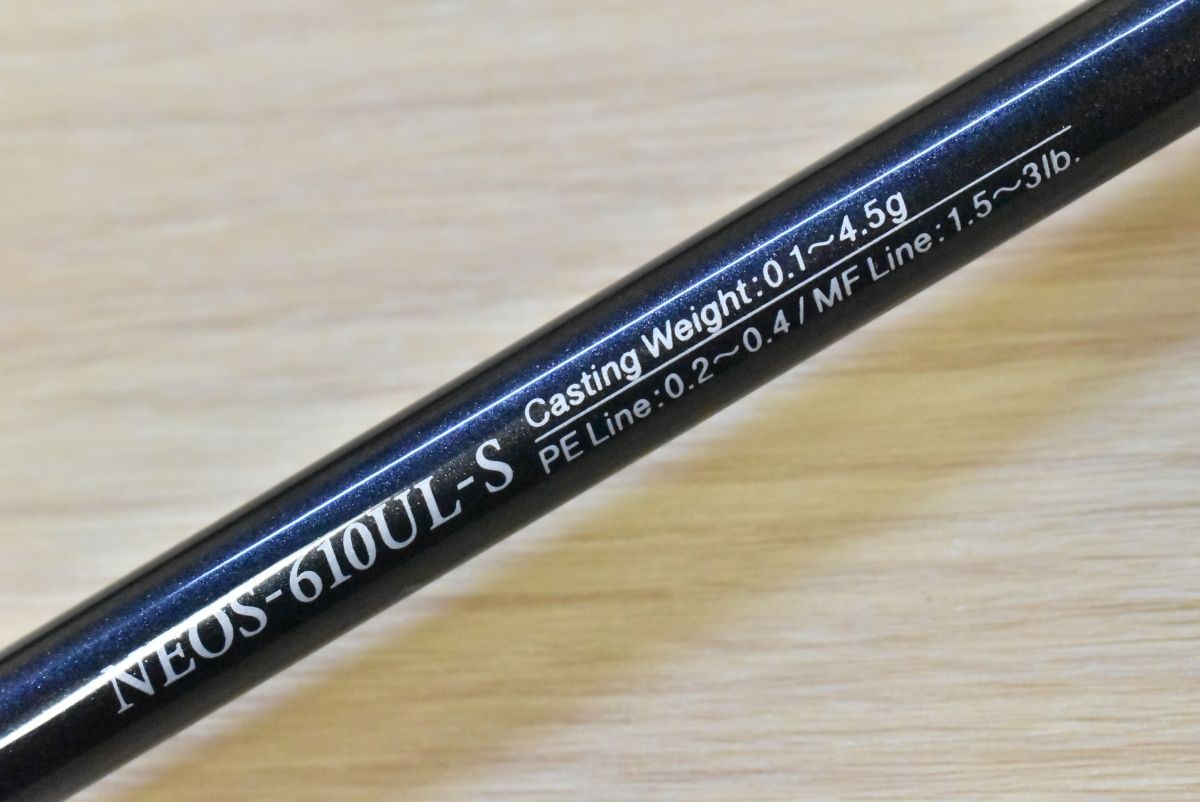 NEOS-610UL-S
Casting Weight:0.1～4.5g
PE Line:0.2～0.4 / MF Line:1.5～3lb.